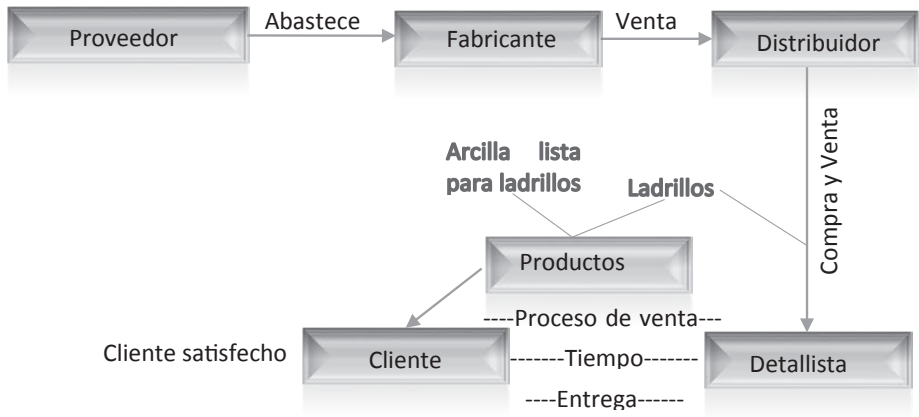 Proveedor
Abastece
Fabricante
Venta
Distribuidor
Compra y Venta
Arcilla lista
para ladrillos
Ladrillos
Productos
----Proceso de venta---
Cliente satisfecho
Cliente
-------Tiempo-------
Detallista
----Entrega------